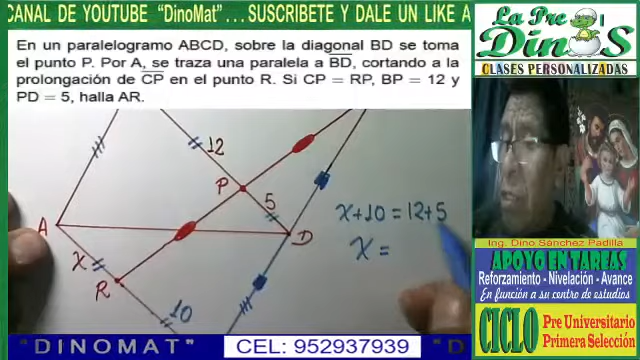 CANAL DE YOUTUBE "DinoMat"...SUSCRIBETE Y DALE UN LIKE A
La Pre
Dinos
CLASES PERSONALIZADAS
En un paralelogramo ABCD, sobre la diagonal BD se toma
el punto P. Por A, se traza una paralela a BD, cortando a la
prolongación de CP en el punto R. Si CP = RP, BP = 12 y
PD = 5, halla AR.
12
P
5
A
D
x
R
10
x+10 = 12+5
x =
Ing. Dino Sánchez Padilla
APOYO EN TAREAS
Reforzamiento - Nivelación - Avance
En función a su centro de estudios
CICLO
Pre Universitario
Primera Selección
"DINOMAT"
CEL: 952937939
"D